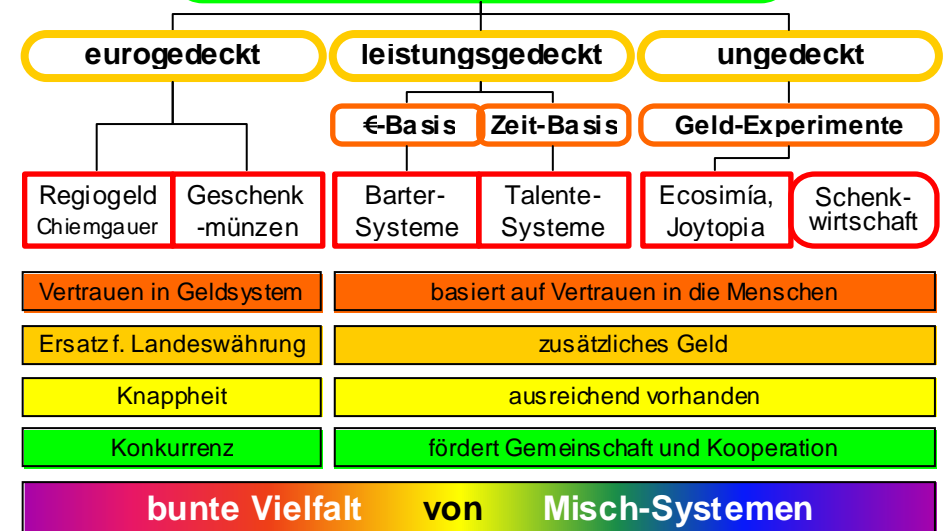 eurogedeckt
leistungsgedeckt
ungedeckt
€-Basis
Zeit-Basis
Geld-Experimente
Regiogeld
Chiemgauer
Geschenk
-münzen
Barter-
Systeme
Talente-
Systeme
Ecosimía,
Joytopia
Schenk-
wirtschaft
Vertrauen in Geldsystem
basiert auf Vertrauen in die Menschen
Ersatz f. Landeswährung
zusätzliches Geld
Knappheit
ausreichend vorhanden
Konkurrenz
fördert Gemeinschaft und Kooperation
bunte Vielfalt von Misch-Systemen